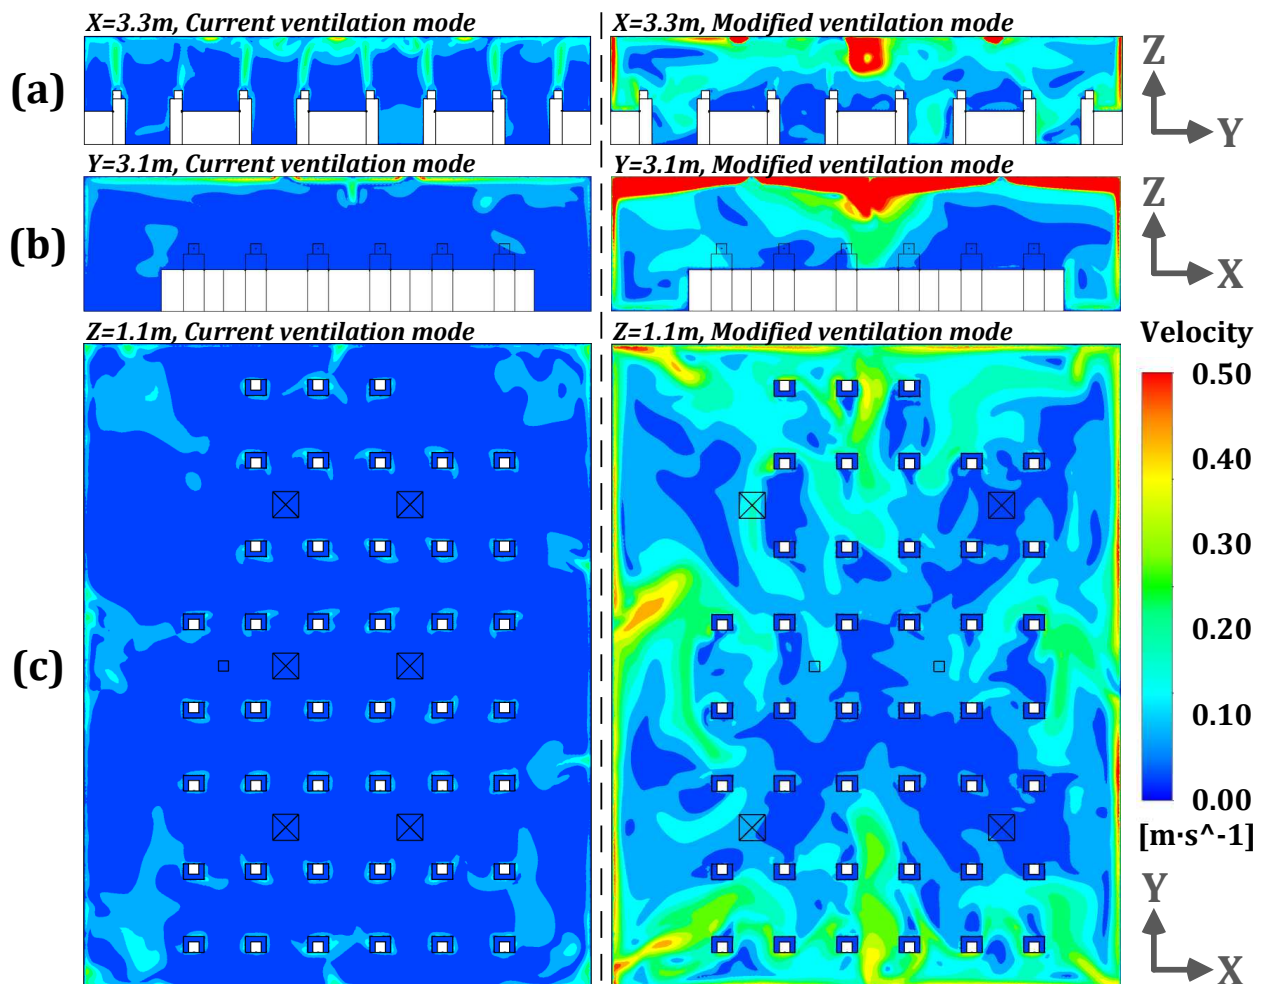 X=3.3m, Current ventilation mode
X=3.3m, Modified ventilation mode
(a)
Z
Y
Y=3.1m, Current ventilation mode
Y=3.1m, Modified ventilation mode
(b)
Z
X
Z=1.1m, Current ventilation mode
Z=1.1m, Modified ventilation mode
(c)
Velocity
0.50
0.40
0.30
0.20
0.10
0.00
[m·s^-1]
Y
X